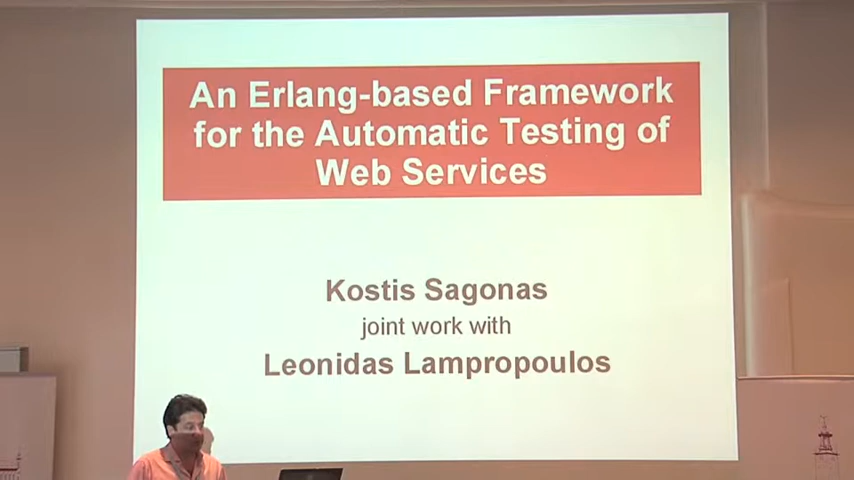 An Erlang-based Framework
for the Automatic Testing of
Web Services
Kostis Sagonas
joint work with
Leonidas Lampropoulos